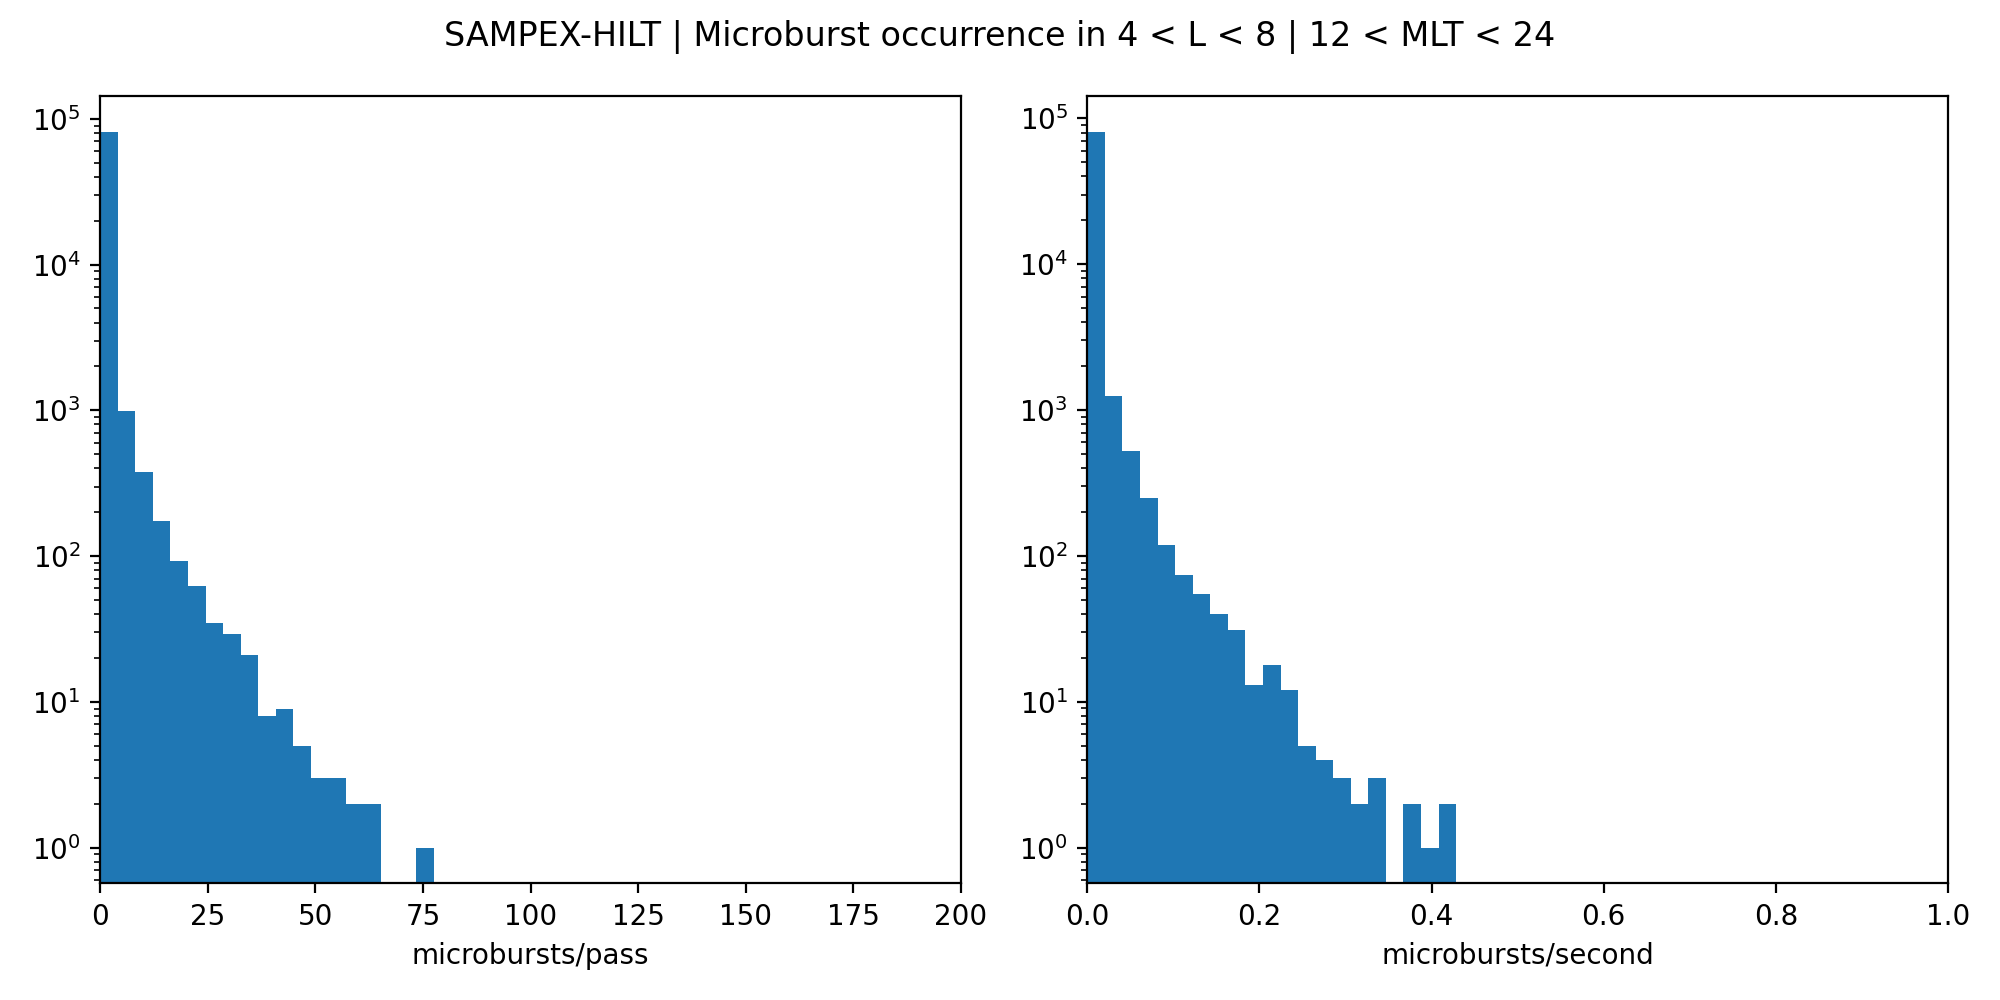 SAMPEX-HILT | Microburst occurrence in 4 < L < 8 | 12 < MLT < 24
10⁵
10⁴
10³
10²
10¹
10⁰
0 25 50 75 100 125 150 175 200
microbursts/pass
10⁵
10⁴
10³
10²
10¹
10⁰
0.0 0.2 0.4 0.6 0.8 1.0
microbursts/second